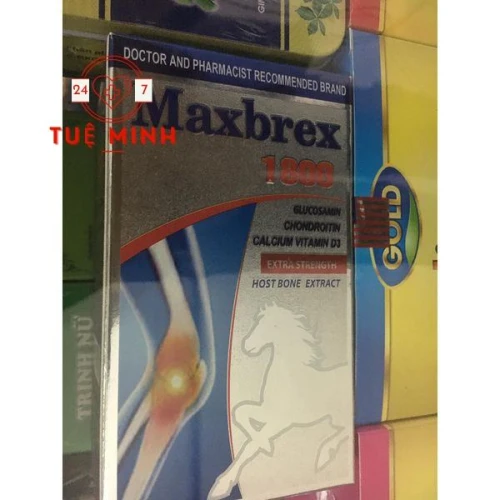 DOCTOR AND PHARMACIST RECOMMENDED BRAND
Maxbrex
1800
GLUCOSAMIN
CHONDROITIN
CALCIUM VITAMIN D3
EXTRA STRENGTH
HOST BONE EXTRACT
24 7
TUỆ MINH
TRINH NỮ
GOLD